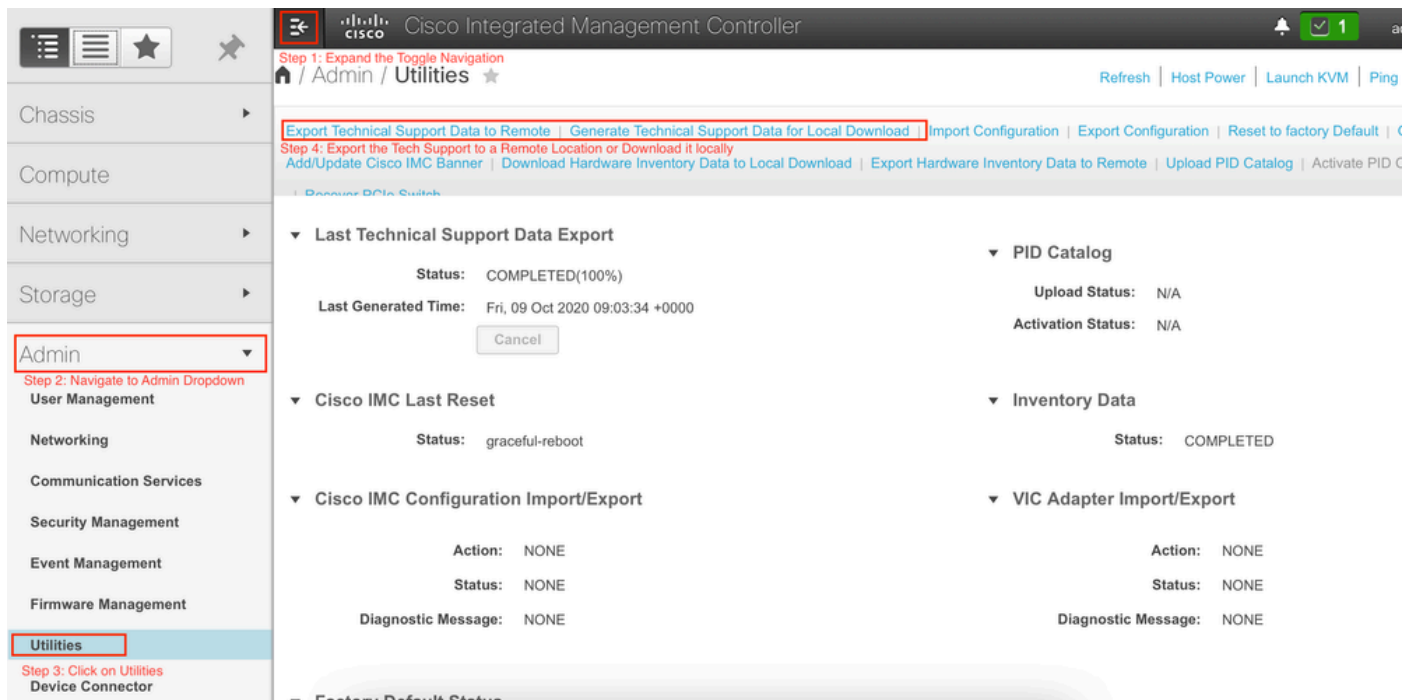 cisco Cisco Integrated Management Controller
1
Step 1: Expand the Toggle Navigation
/ Admin / Utilities
Refresh | Host Power | Launch KVM | Ping
Chassis
Compute
Networking
Storage
Admin
Step 2: Navigate to Admin Dropdown
User Management
Networking
Communication Services
Security Management
Event Management
Firmware Management
Utilities
Step 3: Click on Utilities
Device Connector
Export Technical Support Data to Remote | Generate Technical Support Data for Local Download | Import Configuration | Export Configuration | Reset to factory Default |
Step 4: Export the Tech Support to a Remote Location or Download it locally
Add/Update Cisco IMC Banner | Download Hardware Inventory Data to Local Download | Export Hardware Inventory Data to Remote | Upload PID Catalog | Activate PID
| Recover PCIe Switch
Last Technical Support Data Export
Status: COMPLETED(100%)
Last Generated Time: Fri, 09 Oct 2020 09:03:34 +0000
Cancel
PID Catalog
Upload Status: N/A
Activation Status: N/A
Cisco IMC Last Reset
Status: graceful-reboot
Inventory Data
Status: COMPLETED
Cisco IMC Configuration Import/Export
Action: NONE
Status: NONE
Diagnostic Message: NONE
VIC Adapter Import/Export
Action: NONE
Status: NONE
Diagnostic Message: NONE
Factory Default Status